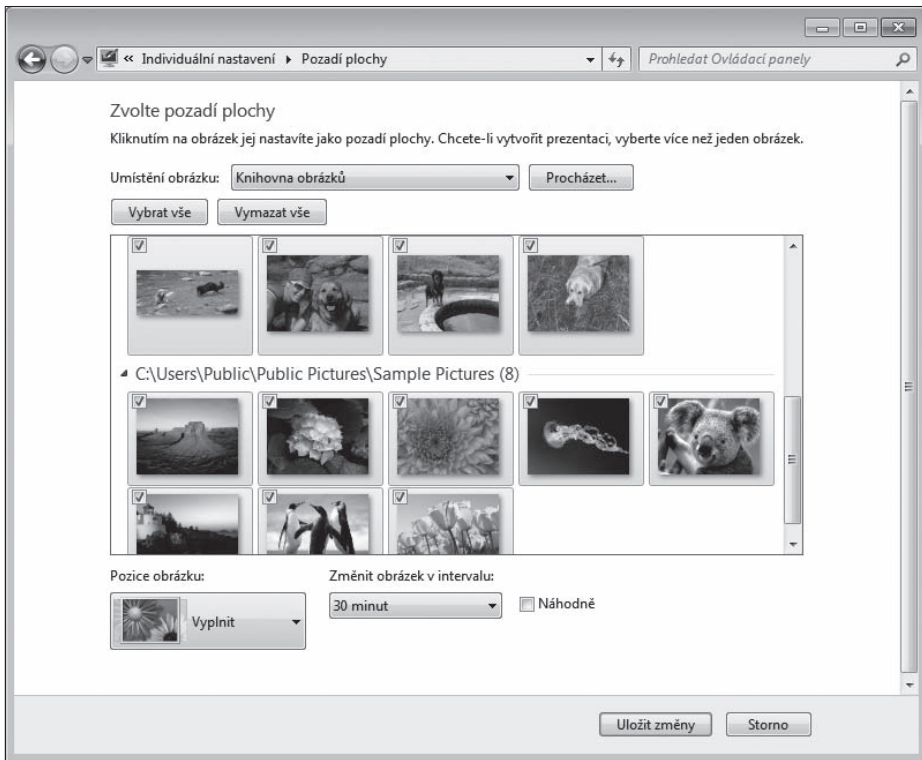 « Individuální nastavení ▸ Pozadí plochy
Prohledat Ovládací panely
Zvolte pozadí plochy
Kliknutím na obrázek jej nastavíte jako pozadí plochy. Chcete-li vytvořit prezentaci, vyberte více než jeden obrázek.
Umístění obrázku: Knihovna obrázků Procházet...
Vybrat vše Vymazat vše
C:\Users\Public\Public Pictures\Sample Pictures (8)
Pozice obrázku: Změnit obrázek v intervalu:
Vyplnit 30 minut Náhodně
Uložit změny Storno